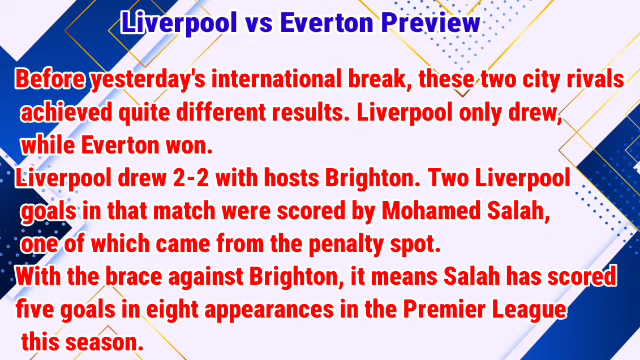 Liverpool vs Everton Preview
Before yesterday's international break, these two city rivals
achieved quite different results. Liverpool only drew,
while Everton won.
Liverpool drew 2-2 with hosts Brighton. Two Liverpool
goals in that match were scored by Mohamed Salah,
one of which came from the penalty spot.
With the brace against Brighton, it means Salah has scored
five goals in eight appearances in the Premier League
this season.